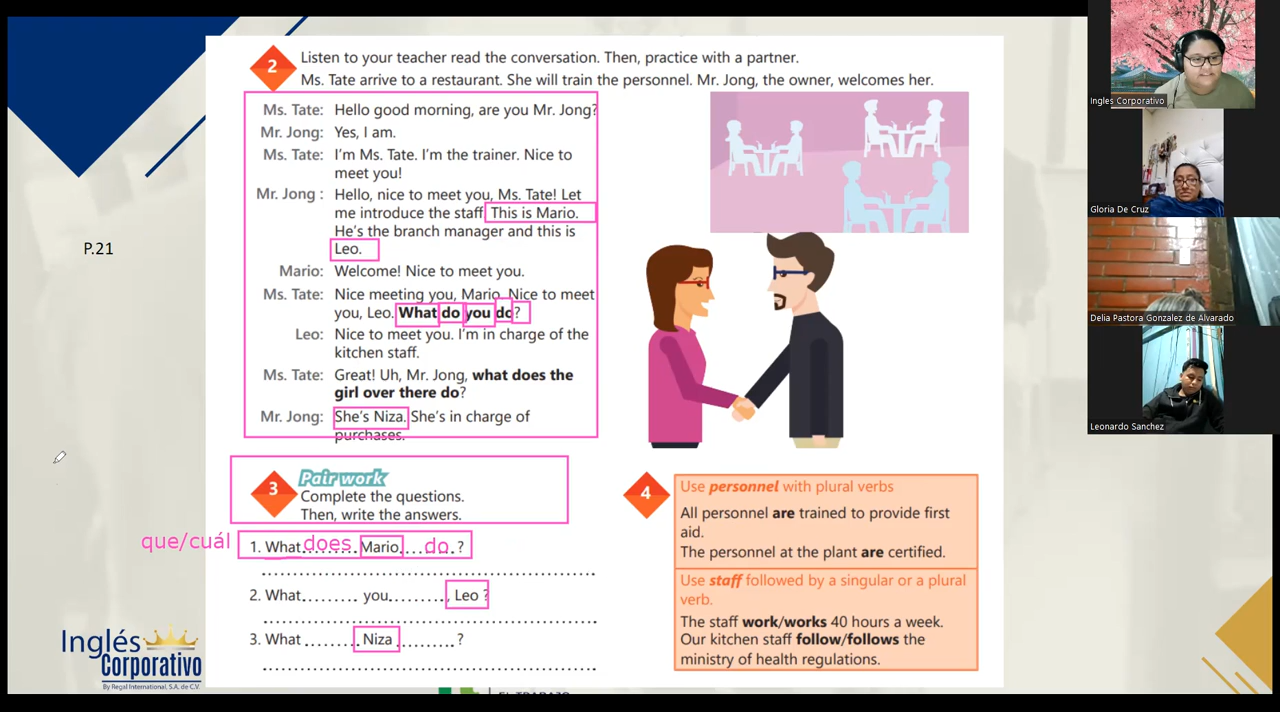 2
Listen to your teacher read the conversation. Then, practice with a partner.
Ms. Tate arrive to a restaurant. She will train the personnel. Mr. Jong, the owner, welcomes her.
Ms. Tate: Hello good morning, are you Mr. Jong?
Mr. Jong: Yes, I am.
Ms. Tate: I'm Ms. Tate. I'm the trainer. Nice to
meet you!
Mr. Jong : Hello, nice to meet you, Ms. Tate! Let
me introduce the staff This is Mario.
He's the branch manager and this is
Leo.
Mario: Welcome! Nice to meet you.
Ms. Tate: Nice meeting you, Mario. Nice to meet
you, Leo. What do you do?
Leo: Nice to meet you. I'm in charge of the
kitchen staff.
Ms. Tate: Great! Uh, Mr. Jong, what does the
girl over there do?
Mr. Jong: She's Niza. She's in charge of
purchases.
P.21
3
Pair work
Complete the questions.
Then, write the answers.
que/cuál
1. What does Mario do ?
2. What......... you........, Leo ?
3. What ......... Niza .......... ?
4
Use personnel with plural verbs
All personnel are trained to provide first
aid.
The personnel at the plant are certified.
Use staff followed by a singular or a plural
verb.
The staff work/works 40 hours a week.
Our kitchen staff follow/follows the
ministry of health regulations.
Inglés
Corporativo
By Regal International, S.A. de C.V.
EL TRABAJO
Ingles Corporativo
Gloria De Cruz
Delia Pastora Gonzalez de Alvarado
Leonardo Sanchez